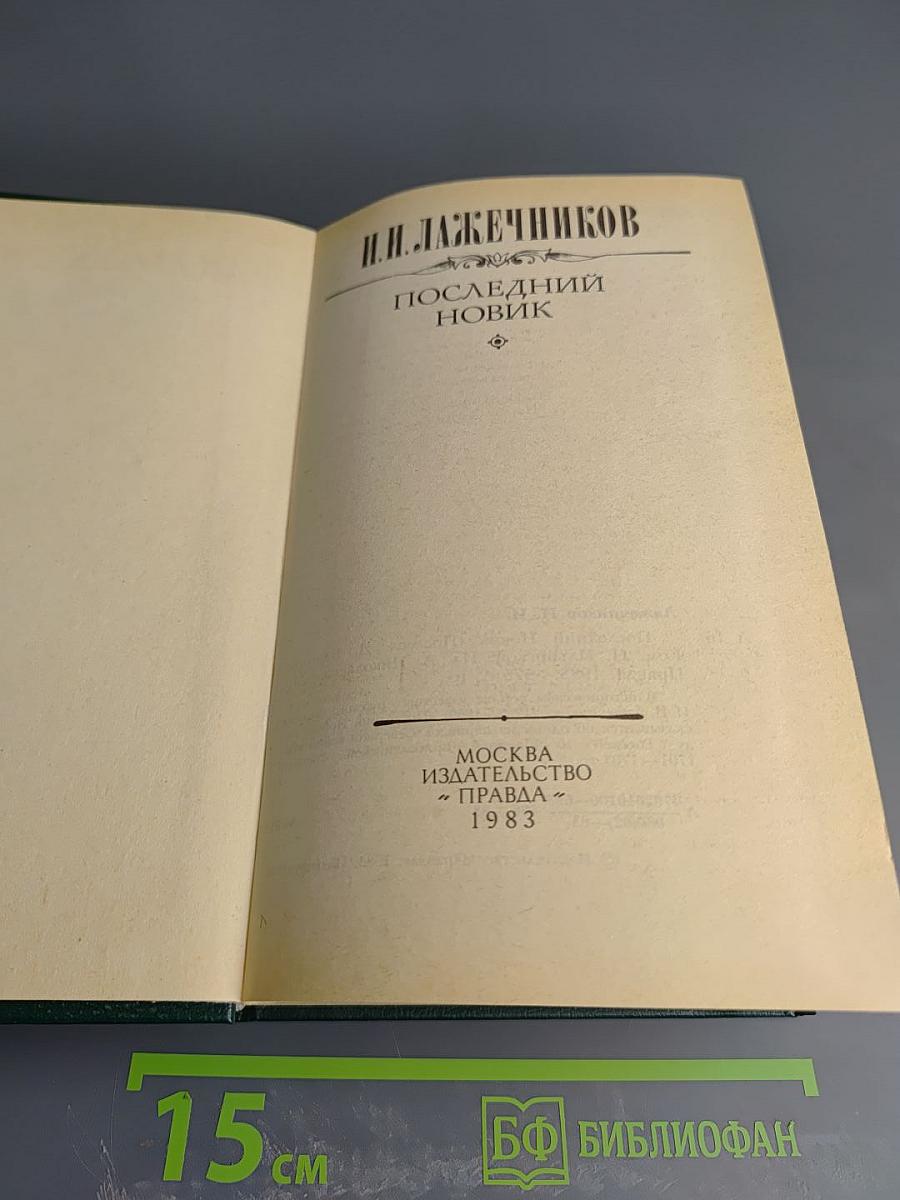 И. И. ЛАЖЕЧНИКОВ
ПОСЛЕДНИЙ
НОВИК
МОСКВА
ИЗДАТЕЛЬСТВО
„ ПРАВДА "
1983
15 см
БФ БИБЛИОФАН